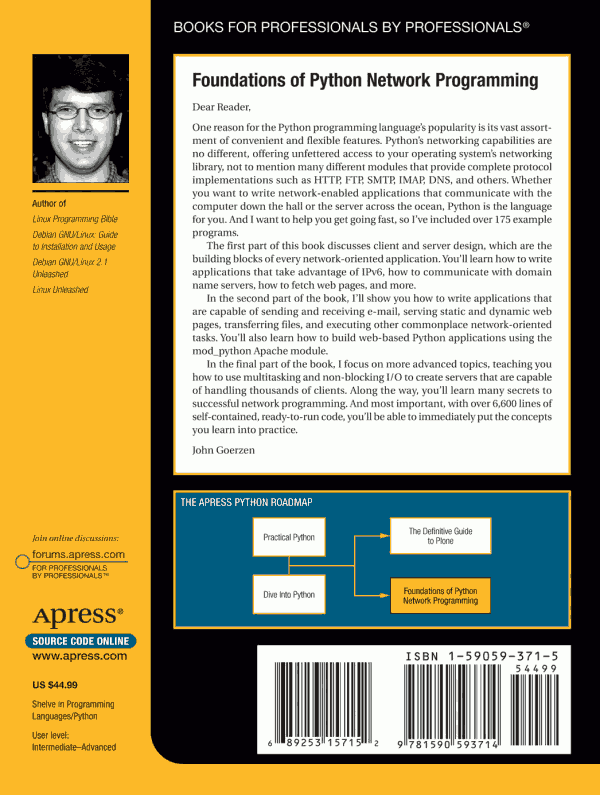 BOOKS FOR PROFESSIONALS BY PROFESSIONALS®
Foundations of Python Network Programming
Dear Reader,
One reason for the Python programming language's popularity is its vast assort-
ment of convenient and flexible features. Python's networking capabilities are
no different, offering unfettered access to your operating system's networking
library, not to mention many different modules that provide complete protocol
implementations such as HTTP, FTP, SMTP, IMAP, DNS, and others. Whether
you want to write network-enabled applications that communicate with the
computer down the hall or the server across the ocean, Python is the language
for you. And I want to help you get going fast, so I've included over 175 example
programs.
The first part of this book discusses client and server design, which are the
building blocks of every network-oriented application. You'll learn how to write
applications that take advantage of IPv6, how to communicate with domain
name servers, how to fetch web pages, and more.
In the second part of the book, I'll show you how to write applications that
are capable of sending and receiving e-mail, serving static and dynamic web
pages, transferring files, and executing other commonplace network-oriented
tasks. You'll also learn how to build web-based Python applications using the
mod_python Apache module.
In the final part of the book, I focus on more advanced topics, teaching you
how to use multitasking and non-blocking I/O to create servers that are capable
of handling thousands of clients. Along the way, you'll learn many secrets to
successful network programming. And most important, with over 6,600 lines of
self-contained, ready-to-run code, you'll be able to immediately put the concepts
you learn into practice.
John Goerzen
Author of
Linux Programming Bible
Debian GNU/Linux: Guide
to Installation and Usage
Debian GNU/Linux 2.1
Unleashed
Linux Unleashed
Join online discussions:
forums.apress.com
FOR PROFESSIONALS
BY PROFESSIONALS™
Apress®
SOURCE CODE ONLINE
www.apress.com
US $44.99
Shelve in Programming
Languages/Python
User level:
Intermediate–Advanced
THE APRESS PYTHON ROADMAP
Practical Python
The Definitive Guide
to Plone
Dive Into Python
Foundations of Python
Network Programming
ISBN 1-59059-371-5
54499
6 89253 15715 2
9 781590 593714